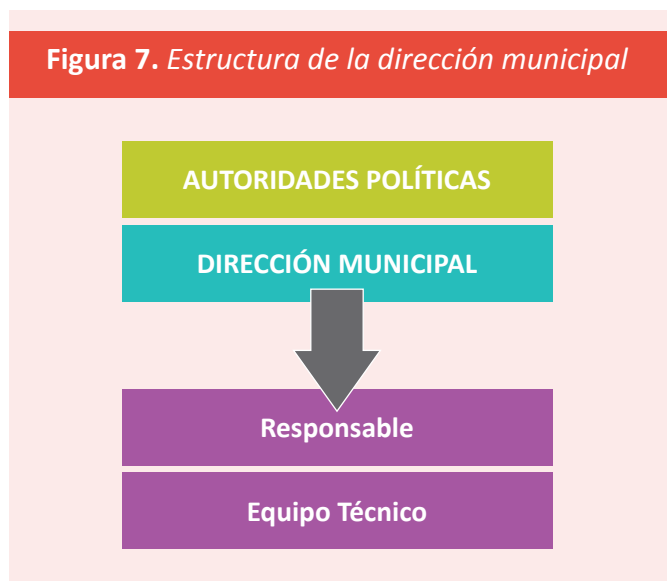 Figura 7. Estructura de la dirección municipal
AUTORIDADES POLÍTICAS
DIRECCIÓN MUNICIPAL
Responsable
Equipo Técnico